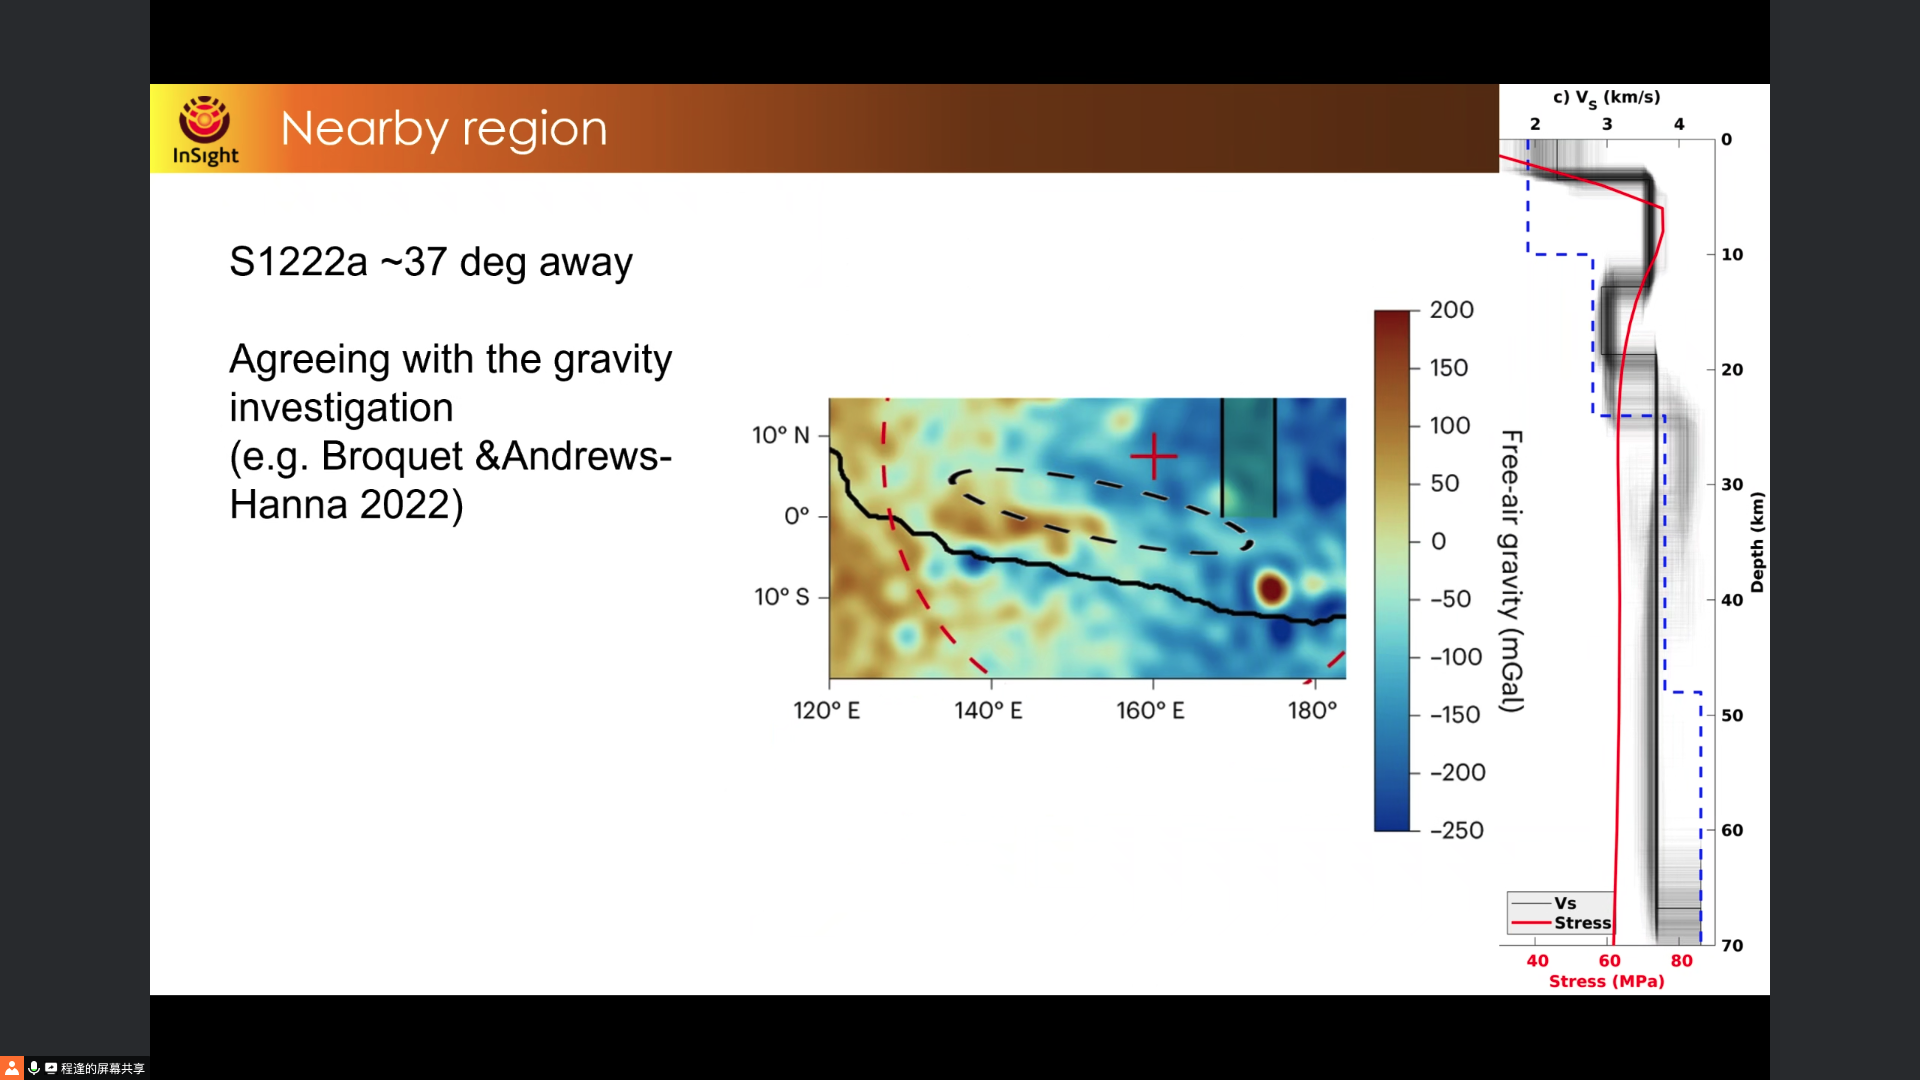 InSight
Nearby region
S1222a ~37 deg away
Agreeing with the gravity
investigation
(e.g. Broquet &Andrews-
Hanna 2022)
10° N
0°
10° S
120° E
140° E
160° E
180°
200
150
100
50
0
−50
−100
−150
−200
−250
Free-air gravity (mGal)
c) VS (km/s)
2
3
4
0
10
20
30
40
50
60
70
Depth (km)
Vs
Stress
40
60
80
Stress (MPa)
程逢的屏幕共享